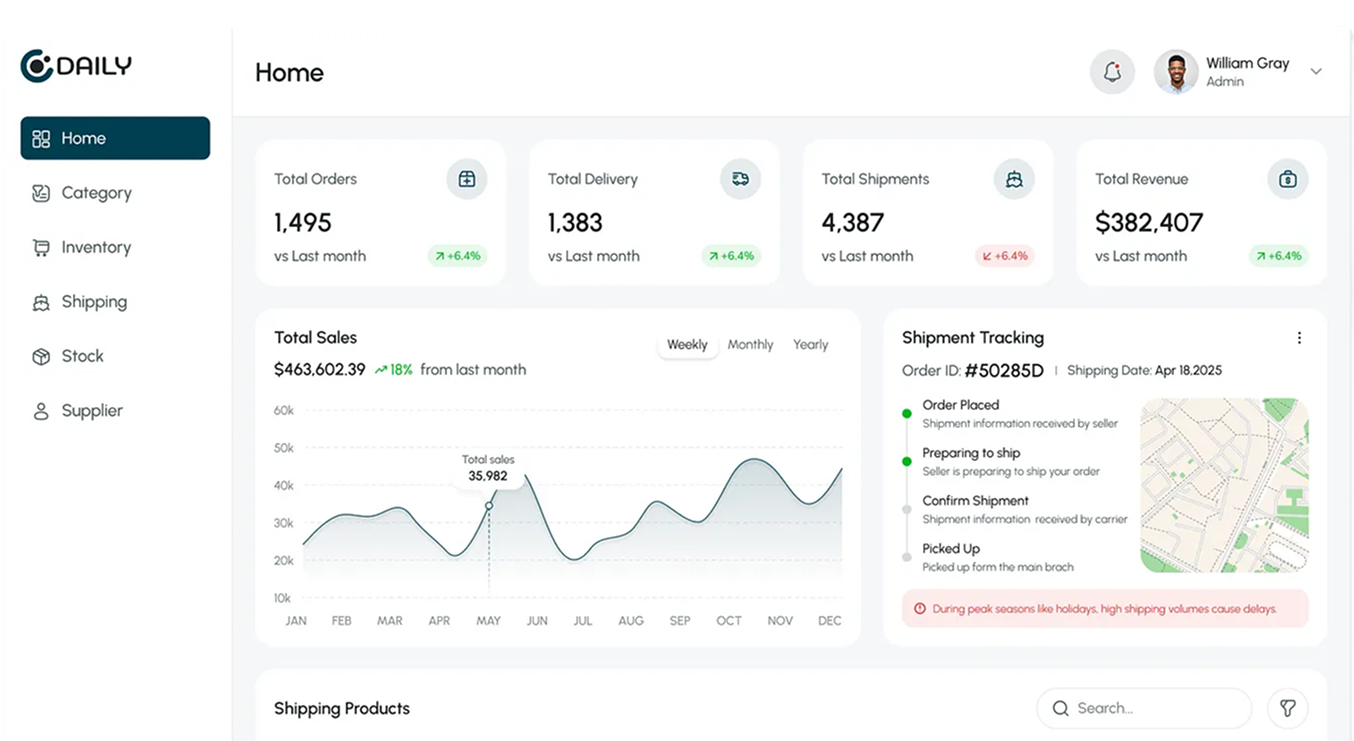 DAILY
Home
William Gray
Admin
Home
Category
Inventory
Shipping
Stock
Supplier
Total Orders
1,495
vs Last month
+6.4%
Total Delivery
1,383
vs Last month
+6.4%
Total Shipments
4,387
vs Last month
+6.4%
Total Revenue
$382,407
vs Last month
+6.4%
Total Sales
$463,602.39 18% from last month
Weekly Monthly Yearly
60k
50k
40k
30k
20k
10k
Total sales
35,982
JAN FEB MAR APR MAY JUN JUL AUG SEP OCT NOV DEC
Shipment Tracking
Order ID: #50285D | Shipping Date: Apr 18,2025
Order Placed
Shipment information received by seller
Preparing to ship
Seller is preparing to ship your order
Confirm Shipment
Shipment information received by carrier
Picked Up
Picked up form the main brach
During peak seasons like holidays, high shipping volumes cause delays.
Shipping Products
Search...